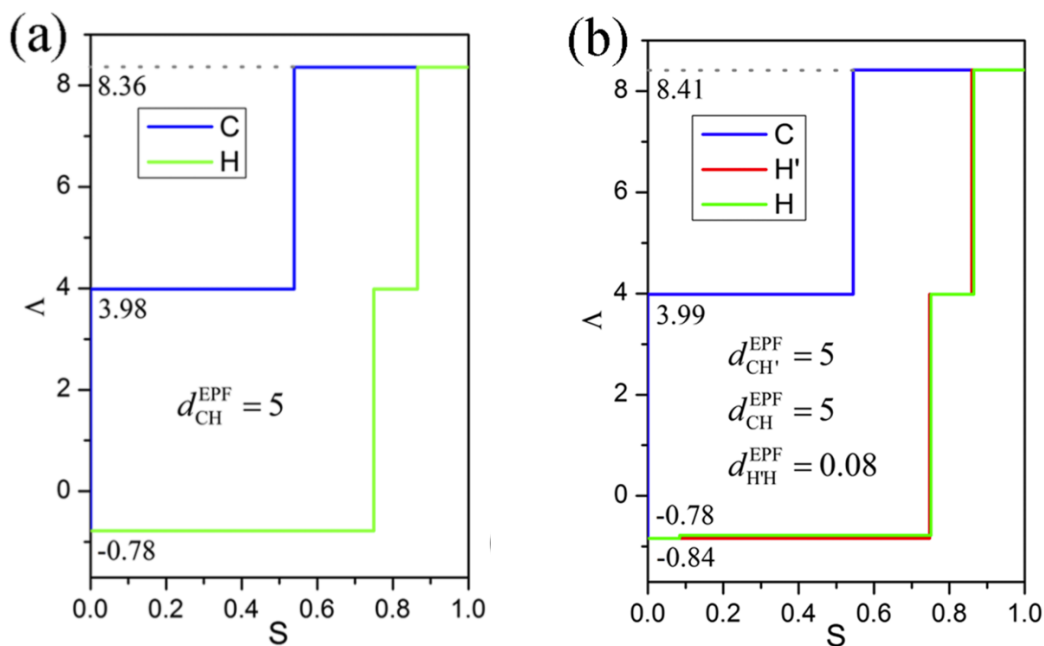 (a)
8
6
4
2
0
Λ
8.36
C
H
3.98
d_CH^EPF = 5
-0.78
0.0 0.2 0.4 0.6 0.8 1.0
S
(b)
8
6
4
2
0
Λ
8.41
C
H'
H
3.99
d_CH'^EPF = 5
d_CH^EPF = 5
d_H'H^EPF = 0.08
-0.78
-0.84
0.0 0.2 0.4 0.6 0.8 1.0
S